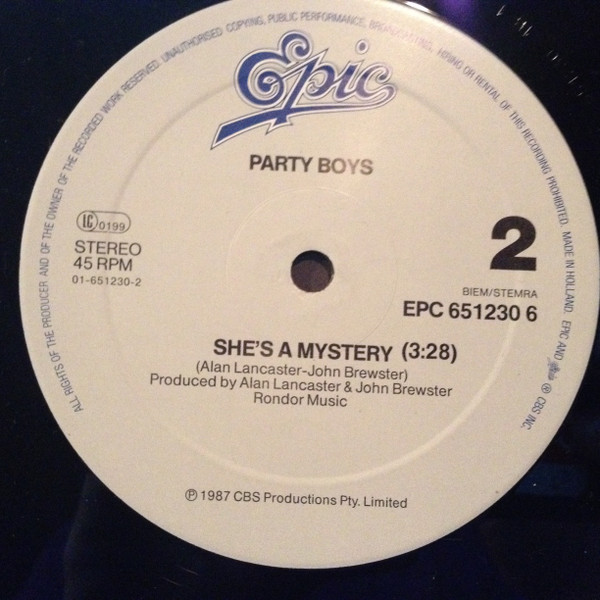 ALL RIGHTS OF THE PRODUCER AND OF THE OWNER OF THE RECORDED WORK RESERVED. UNAUTHORISED COPYING, PUBLIC PERFORMANCE, BROADCASTING, HIRING OR RENTAL OF THIS RECORDING PROHIBITED. MADE IN HOLLAND. EPIC AND Epic ® CBS INC.
Epic
PARTY BOYS
LC 0199
STEREO
45 RPM
01-651230-2
2
BIEM/STEMRA
EPC 651230 6
SHE'S A MYSTERY (3:28)
(Alan Lancaster-John Brewster)
Produced by Alan Lancaster & John Brewster
Rondor Music
℗ 1987 CBS Productions Pty. Limited